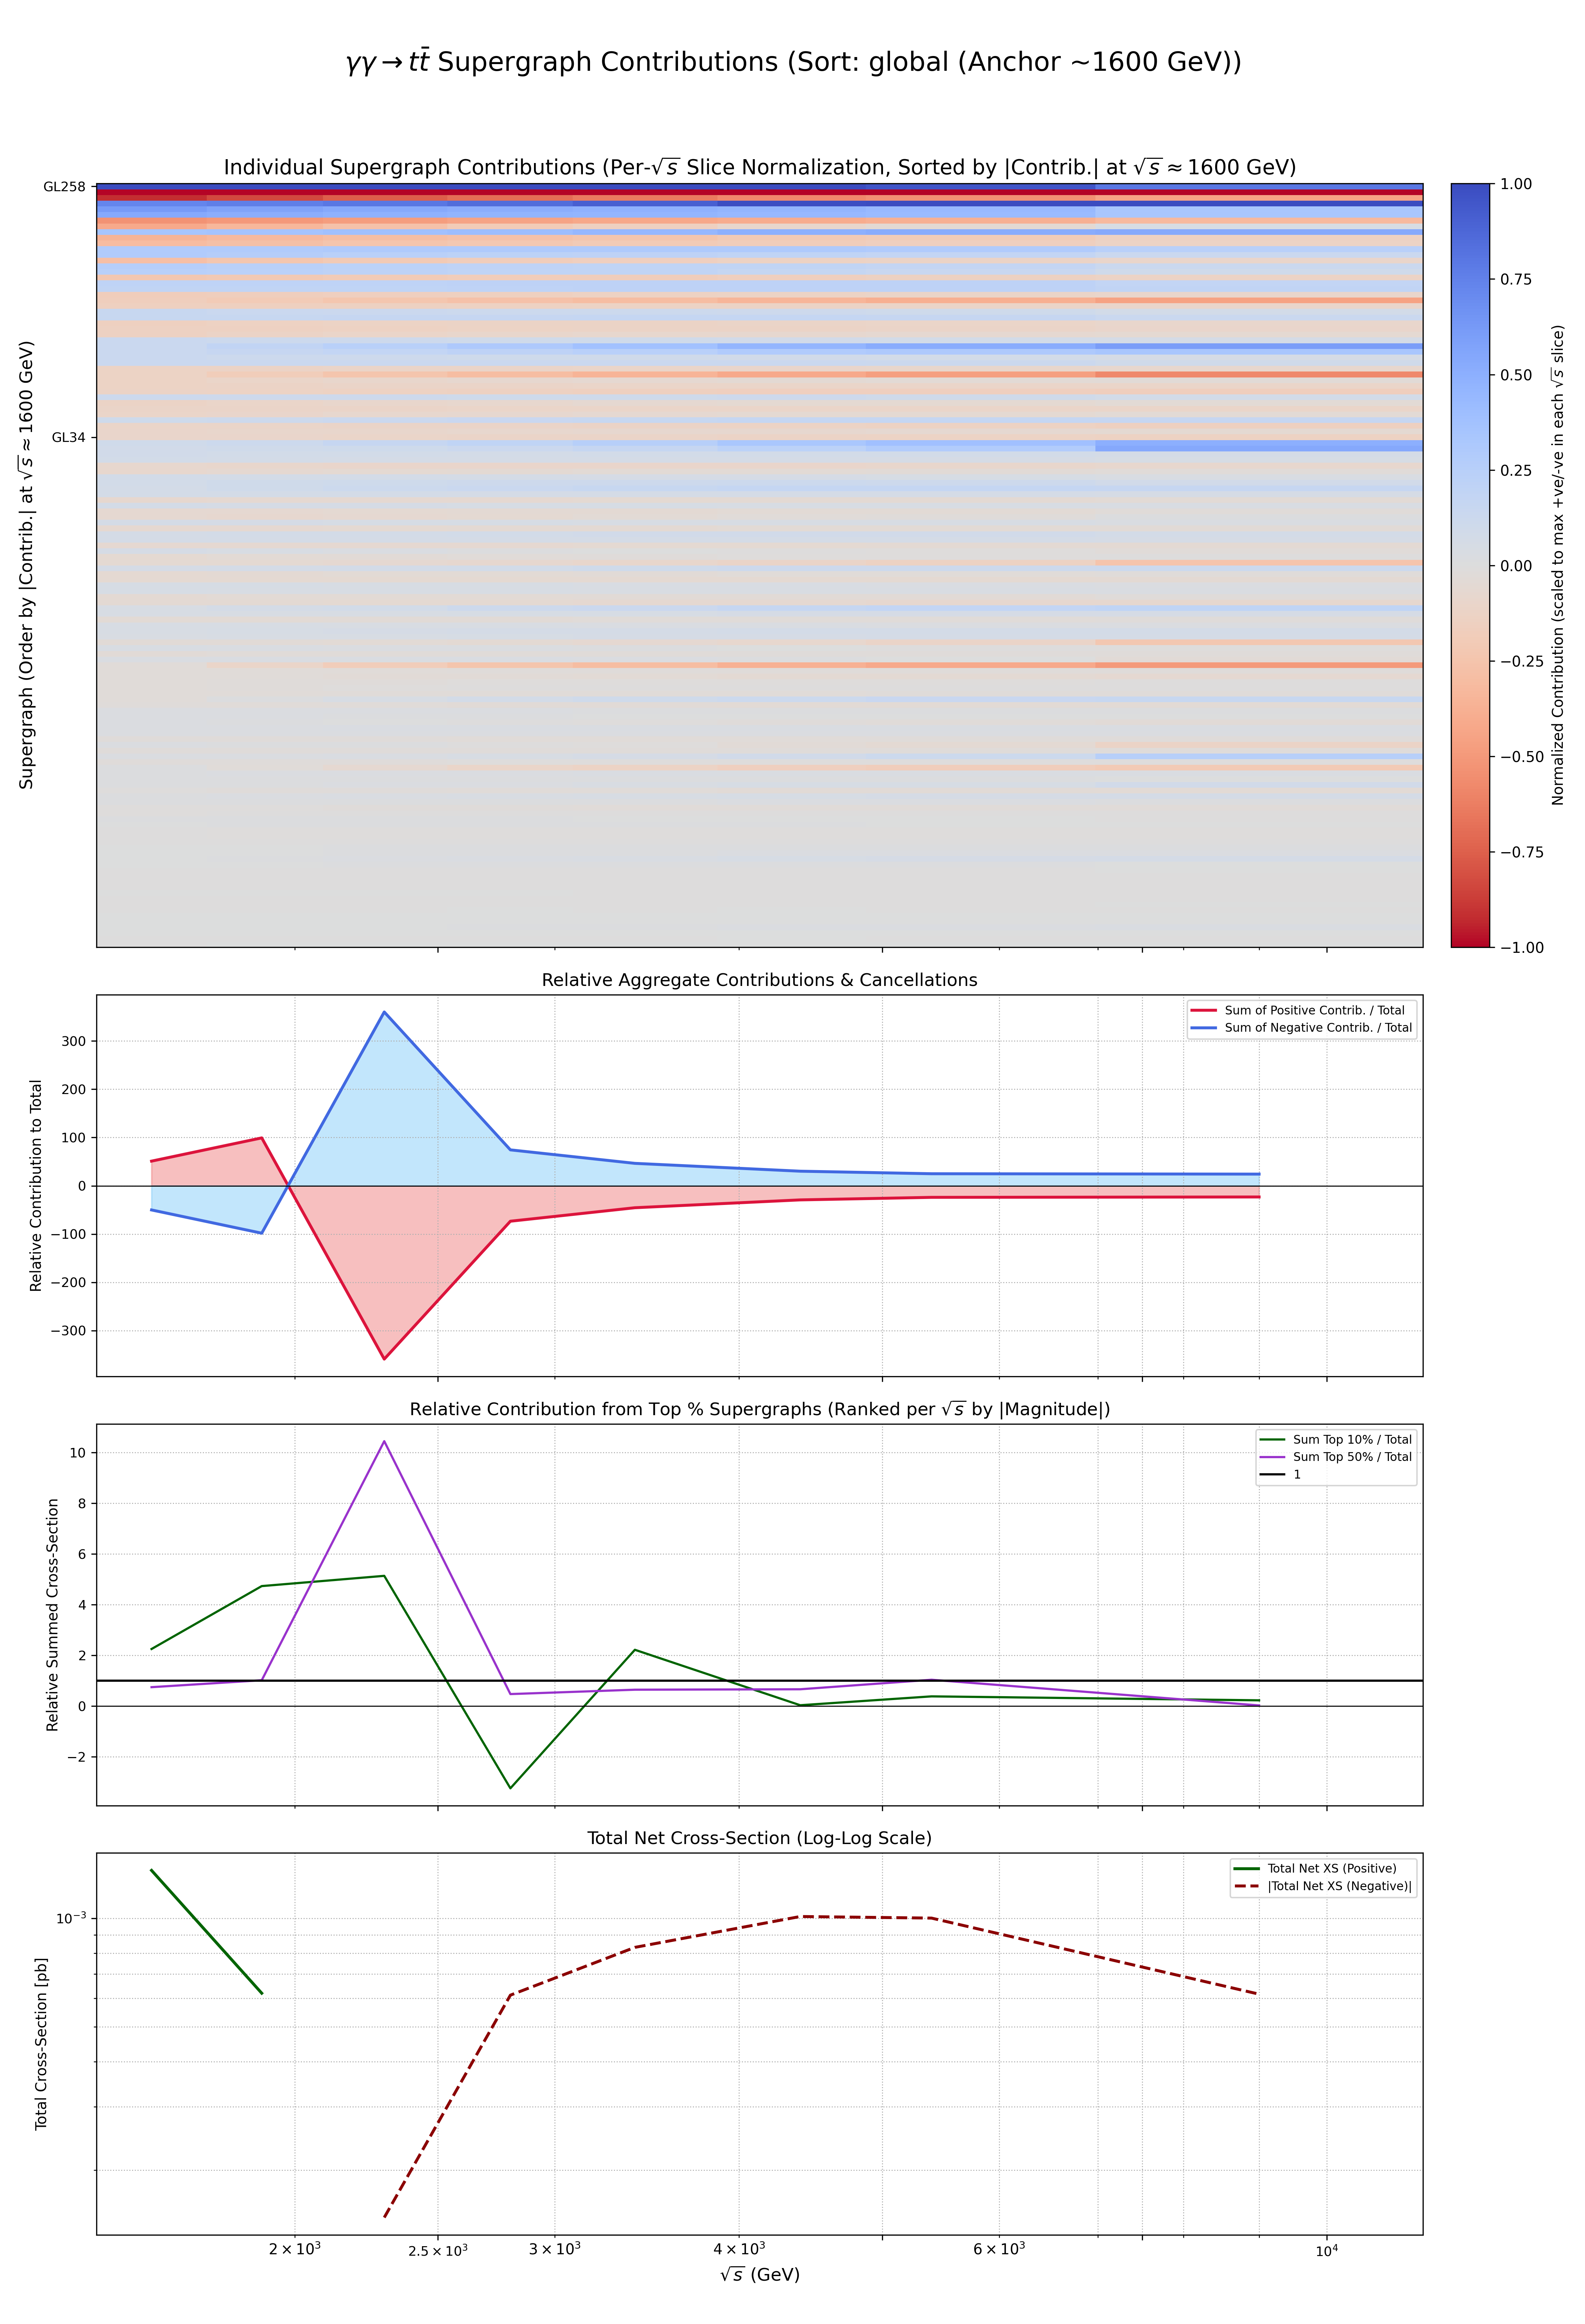 γγ → tt̄ Supergraph Contributions (Sort: global (Anchor ~1600 GeV))
Individual Supergraph Contributions (Per-√s Slice Normalization, Sorted by |Contrib.| at √s ≈ 1600 GeV)
GL258
GL34
Supergraph (Order by |Contrib.| at √s ≈ 1600 GeV)
1.00
0.75
0.50
0.25
0.00
−0.25
−0.50
−0.75
−1.00
Normalized Contribution (scaled to max +ve/-ve in each √s slice)
Relative Aggregate Contributions & Cancellations
Sum of Positive Contrib. / Total
Sum of Negative Contrib. / Total
300
200
100
0
−100
−200
−300
Relative Contribution to Total
Relative Contribution from Top % Supergraphs (Ranked per √s by |Magnitude|)
Sum Top 10% / Total
Sum Top 50% / Total
1
10
8
6
4
2
0
−2
Relative Summed Cross-Section
Total Net Cross-Section (Log-Log Scale)
Total Net XS (Positive)
|Total Net XS (Negative)|
10⁻³
Total Cross-Section [pb]
2 × 10³
2.5 × 10³
3 × 10³
4 × 10³
6 × 10³
10⁴
√s (GeV)